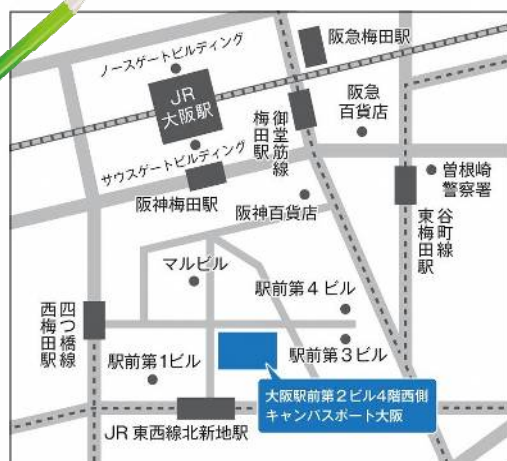 阪急梅田駅
ノースゲートビルディング
JR
大阪駅
阪急
百貨店
御堂筋線
梅田駅
サウスゲートビルディング
曽根崎
警察署
阪神梅田駅
阪神百貨店
谷町線
東梅田駅
マルビル
駅前第4ビル
四つ橋線
西梅田駅
駅前第1ビル
駅前第3ビル
大阪駅前第2ビル4階西側
キャンパスポート大阪
JR 東西線北新地駅